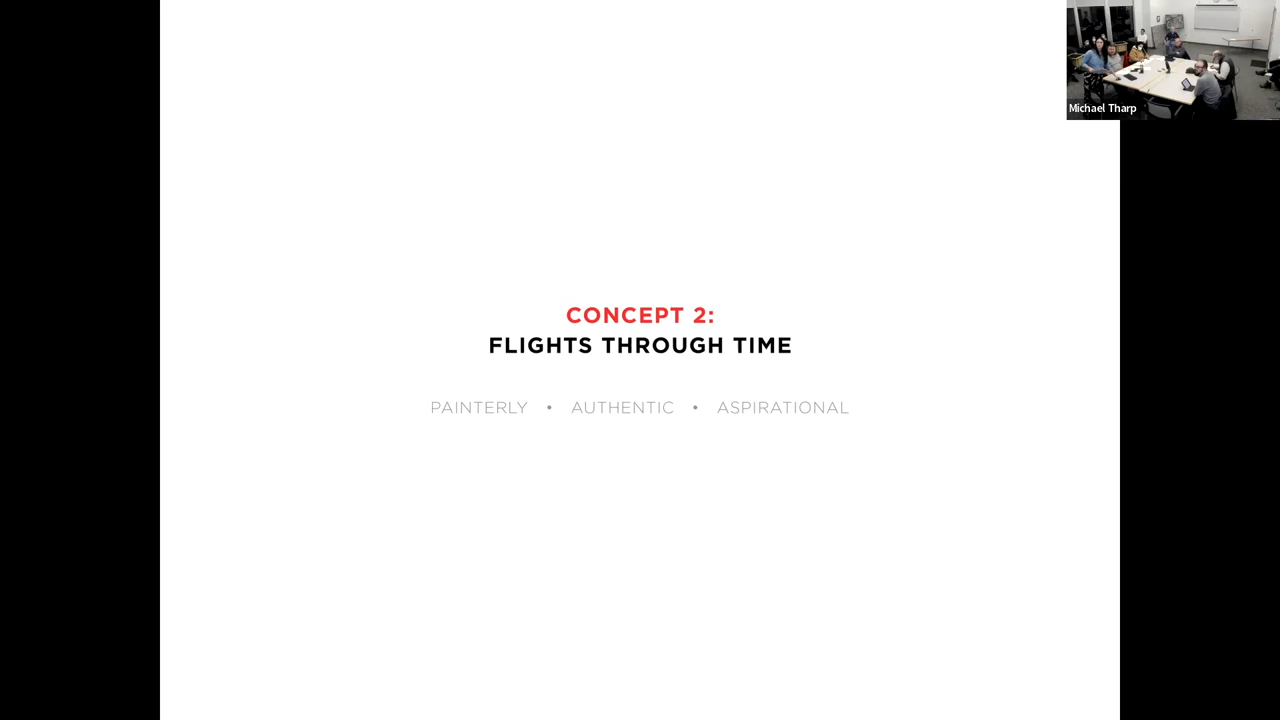 Michael Tharp
CONCEPT 2:
FLIGHTS THROUGH TIME
PAINTERLY • AUTHENTIC • ASPIRATIONAL